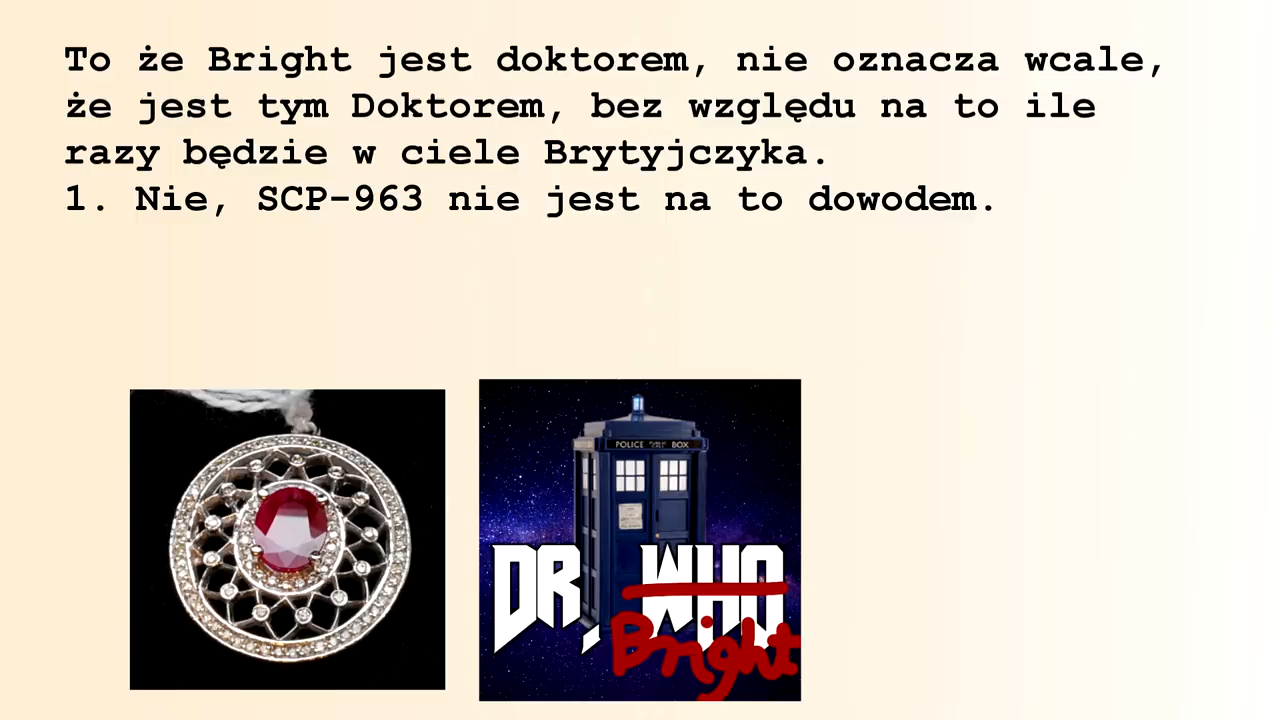 To że Bright jest doktorem, nie oznacza wcale,
że jest tym Doktorem, bez względu na to ile
razy będzie w ciele Brytyjczyka.
1. Nie, SCP-963 nie jest na to dowodem.
POLICE BOX
DR. WHO
Bright